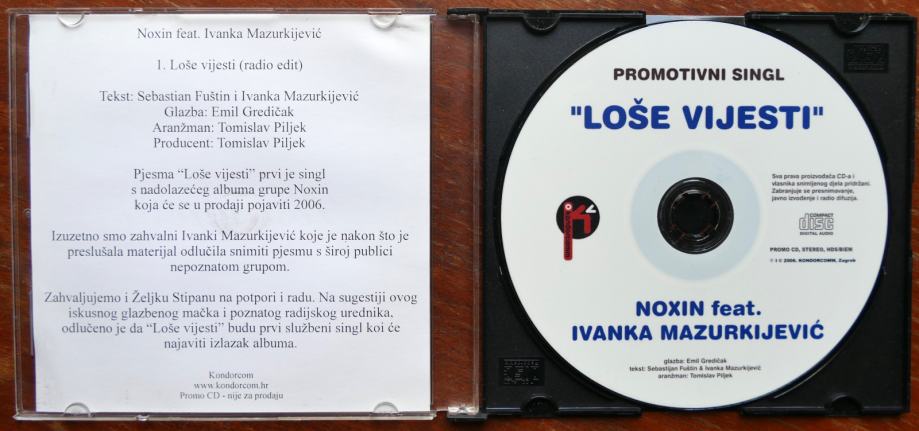 Noxin feat. Ivanka Mazurkijević
1. Loše vijesti (radio edit)
Tekst: Sebastian Fuštin i Ivanka Mazurkijević
Glazba: Emil Gredičak
Aranžman: Tomislav Piljek
Producent: Tomislav Piljek
Pjesma “Loše vijesti” prvi je singl
s nadolazećeg albuma grupe Noxin
koja će se u prodaji pojaviti 2006.
Izuzetno smo zahvalni Ivanki Mazurkijević koje je nakon što je
preslušala materijal odlučila snimiti pjesmu s široj publici
nepoznatom grupom.
Zahvaljujemo i Željku Stipanu na potpori i radu. Na sugestiji ovog
iskusnog glazbenog mačka i poznatog radijskog urednika,
odlučeno je da “Loše vijesti” budu prvi službeni singl koi će
najaviti izlazak albuma.
Kondorcom
www.kondorcom.hr
Promo CD - nije za prodaju
PROMOTIVNI SINGL
"LOŠE VIJESTI"
Sva prava proizvođača CD-a i
vlasnika snimljenog djela pridržani.
Zabranjuje se presnimavanje,
javno izvođenje i radio difuzija.
COMPACT
disc
DIGITAL AUDIO
PROMO CD, STEREO, HDS/BIEM
℗ i © 2006. KONDORCOMM, Zagreb
NOXIN feat.
IVANKA MAZURKIJEVIĆ
glazba: Emil Gredičak
tekst: Sebastijan Fuštin & Ivanka Mazurkijević
aranžman: Tomislav Piljek